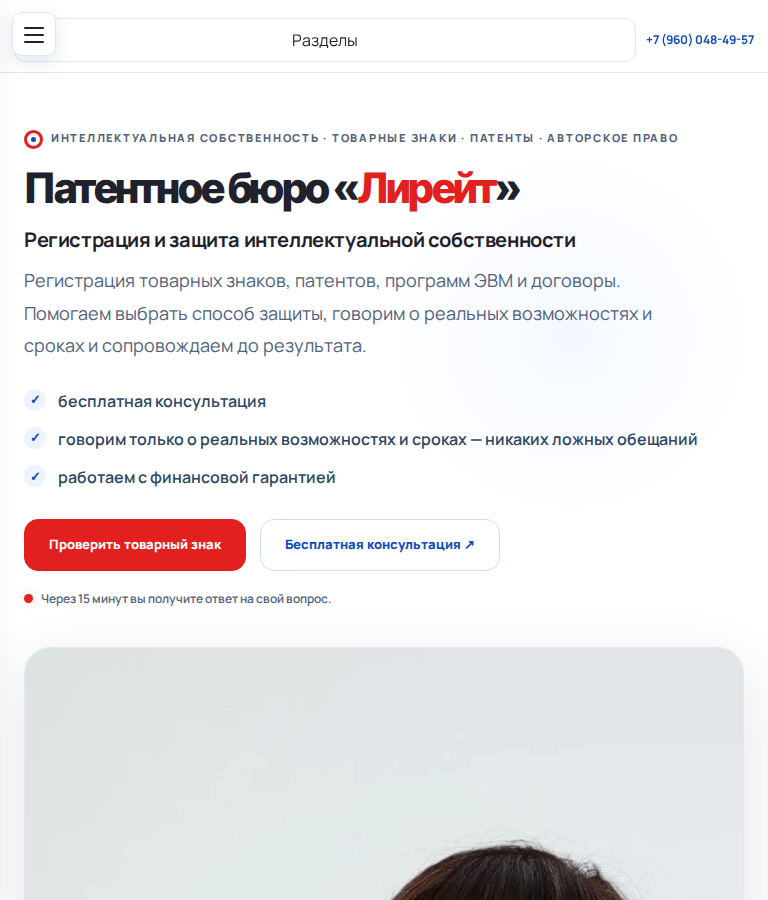 Разделы
+7 (960) 048-49-57
ИНТЕЛЛЕКТУАЛЬНАЯ СОБСТВЕННОСТЬ · ТОВАРНЫЕ ЗНАКИ · ПАТЕНТЫ · АВТОРСКОЕ ПРАВО
Патентное бюро «Лирейт»
Регистрация и защита интеллектуальной собственности
Регистрация товарных знаков, патентов, программ ЭВМ и договоры.
Помогаем выбрать способ защиты, говорим о реальных возможностях и
сроках и сопровождаем до результата.
✓ бесплатная консультация
✓ говорим только о реальных возможностях и сроках — никаких ложных обещаний
✓ работаем с финансовой гарантией
Проверить товарный знак
Бесплатная консультация ↗
Через 15 минут вы получите ответ на свой вопрос.